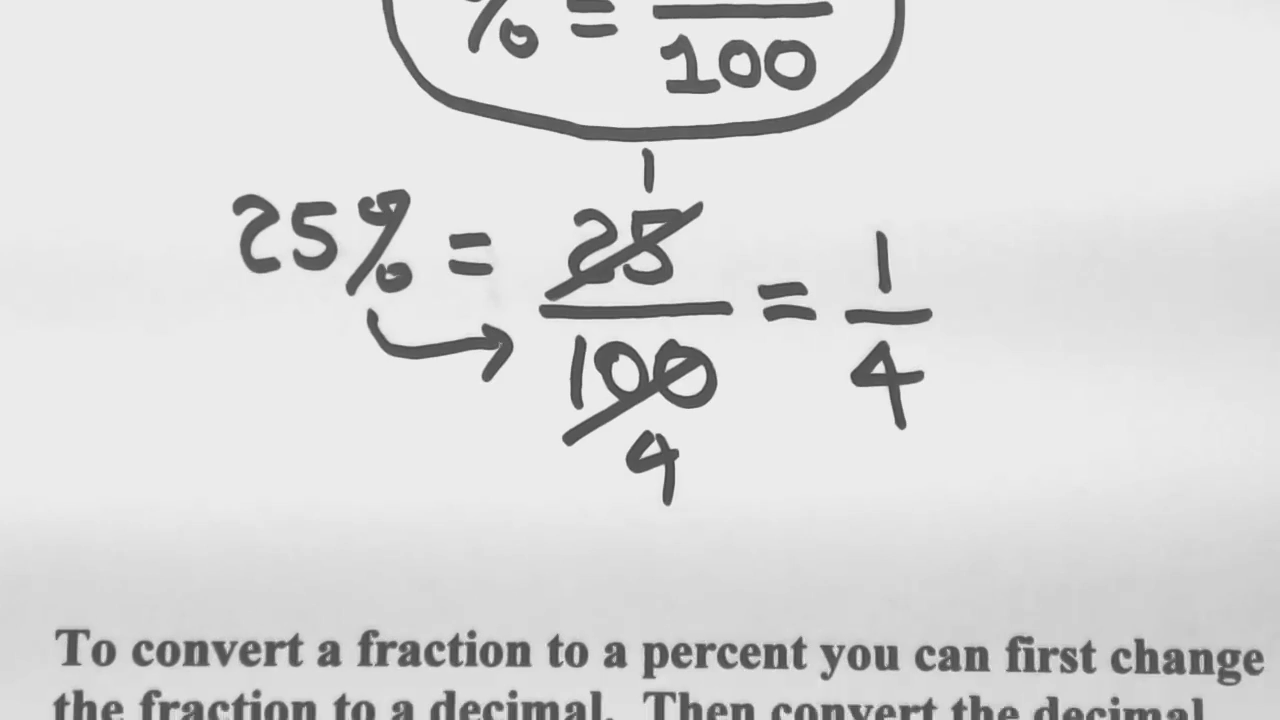 % = —/100
25% = 25/100 = 1/4
1
4
To convert a fraction to a percent you can first change
the fraction to a decimal. Then convert the decimal